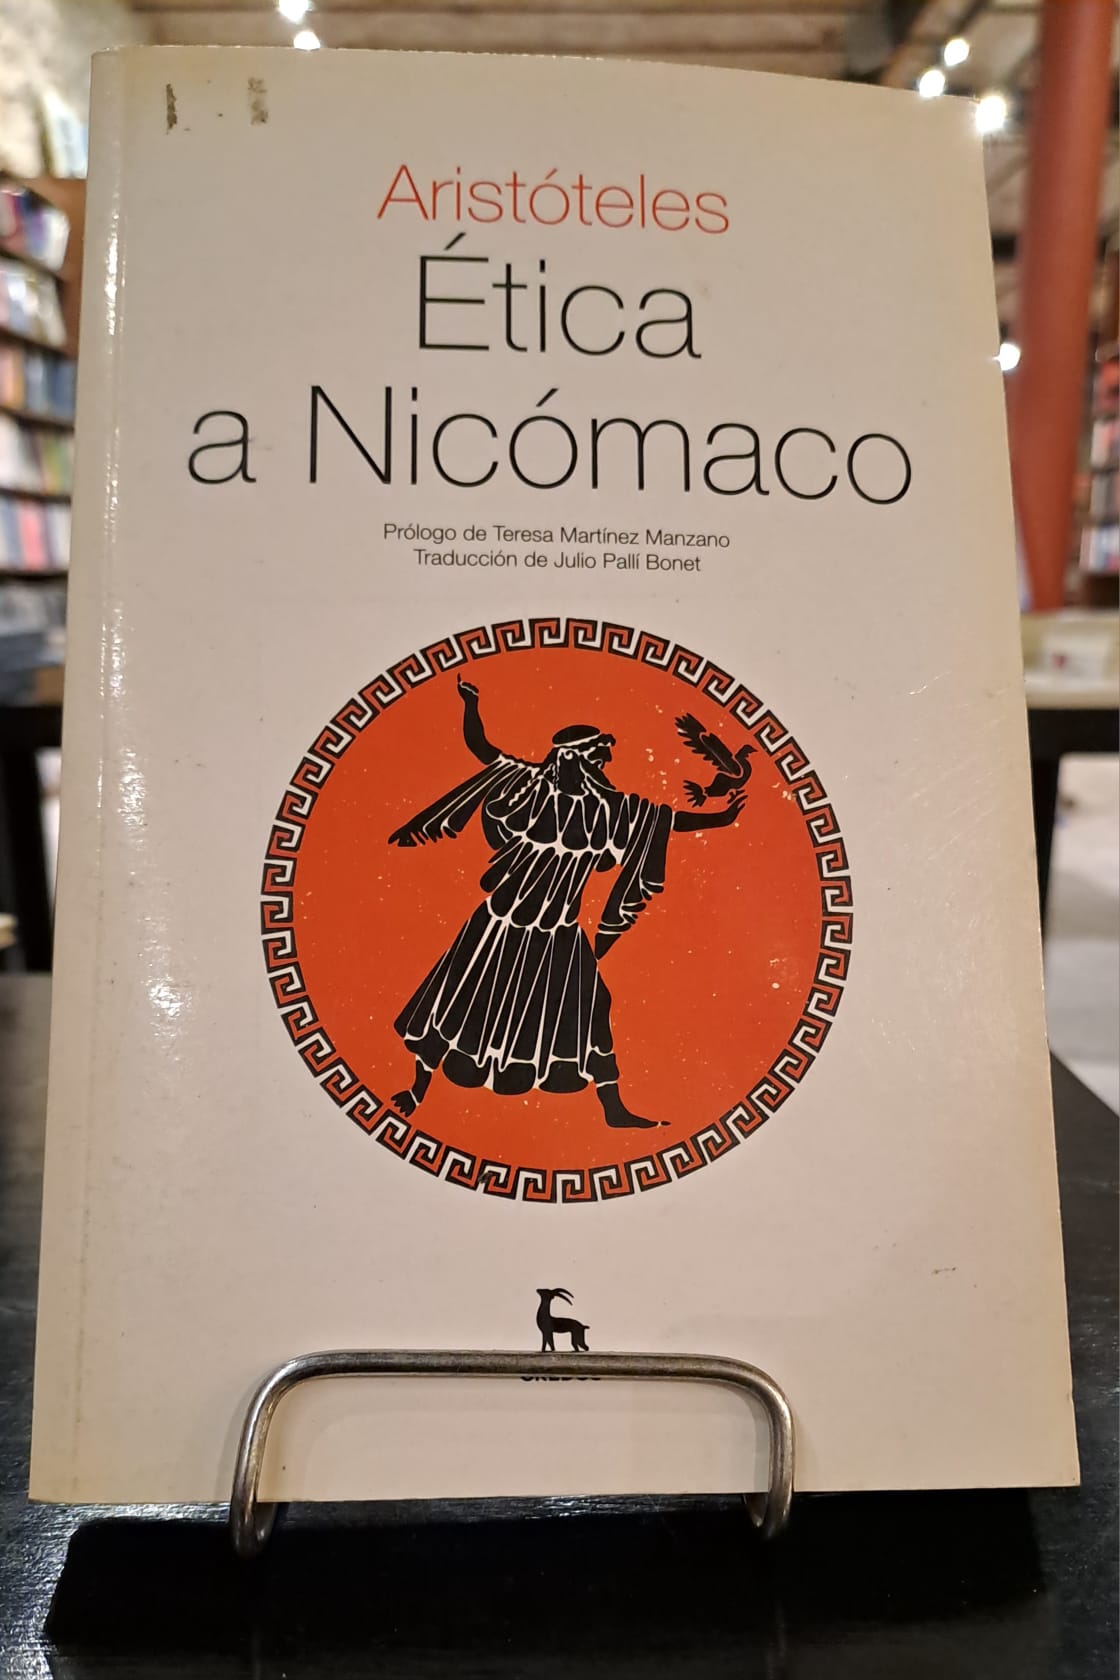 Aristóteles
Ética
a Nicómaco
Prólogo de Teresa Martínez Manzano
Traducción de Julio Pallí Bonet